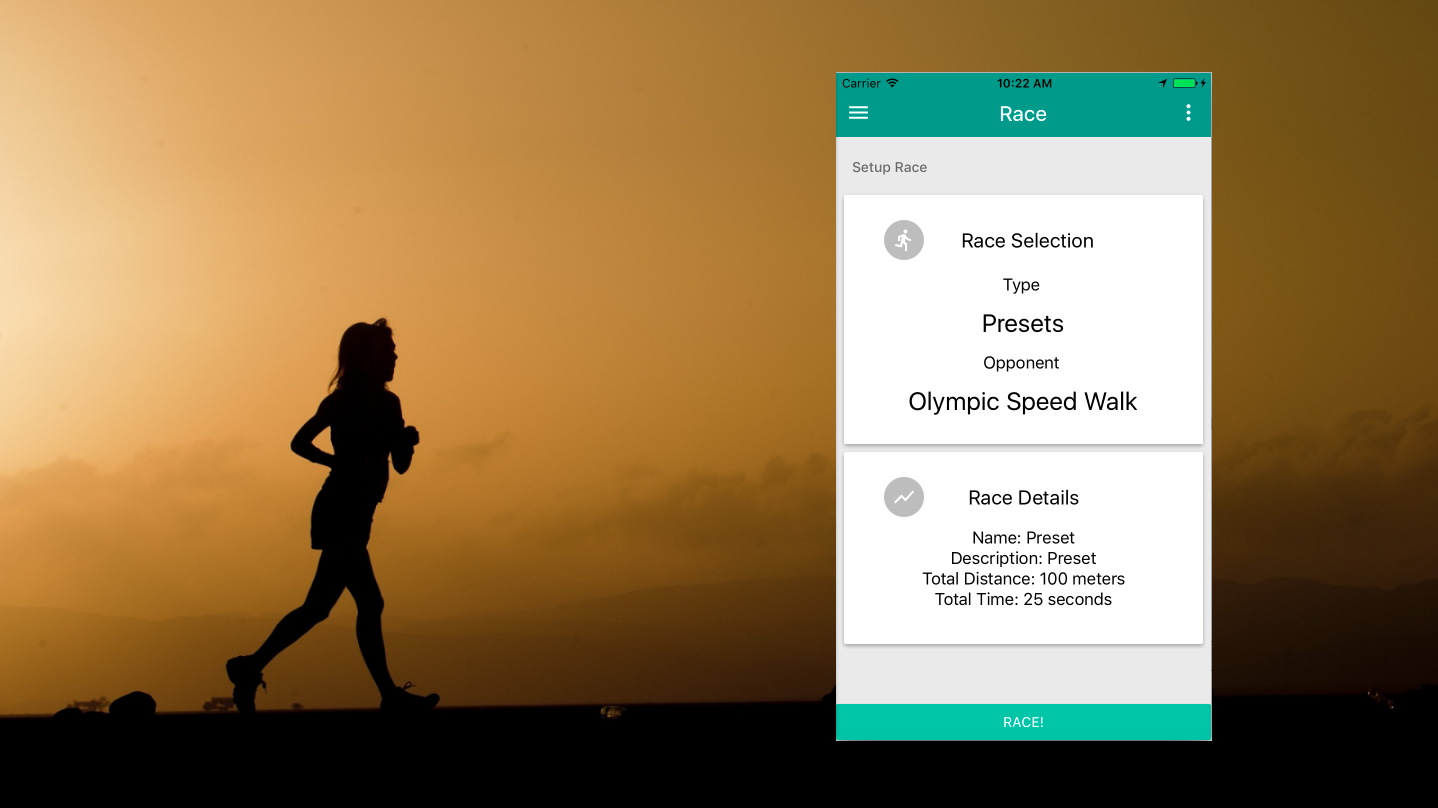 Carrier 10:22 AM
Race
Setup Race
Race Selection
Type
Presets
Opponent
Olympic Speed Walk
Race Details
Name: Preset
Description: Preset
Total Distance: 100 meters
Total Time: 25 seconds
RACE!